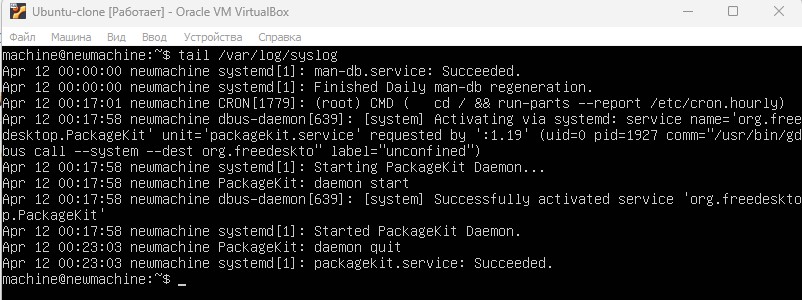 Ubuntu-clone [Работает] - Oracle VM VirtualBox
Файл Машина Вид Ввод Устройства Справка
machine@newmachine:~$ tail /var/log/syslog
Apr 12 00:00:00 newmachine systemd[1]: man-db.service: Succeeded.
Apr 12 00:00:00 newmachine systemd[1]: Finished Daily man-db regeneration.
Apr 12 00:17:01 newmachine CRON[1779]: (root) CMD (   cd / && run-parts --report /etc/cron.hourly)
Apr 12 00:17:58 newmachine dbus-daemon[639]: [system] Activating via systemd: service name='org.fre
edesktop.PackageKit' unit='packagekit.service' requested by ':1.19' (uid=0 pid=1927 comm="/usr/bin/gd
bus call --system --dest org.freedeskto" label="unconfined")
Apr 12 00:17:58 newmachine systemd[1]: Starting PackageKit Daemon...
Apr 12 00:17:58 newmachine PackageKit: daemon start
Apr 12 00:17:58 newmachine dbus-daemon[639]: [system] Successfully activated service 'org.freedeskto
p.PackageKit'
Apr 12 00:17:58 newmachine systemd[1]: Started PackageKit Daemon.
Apr 12 00:23:03 newmachine PackageKit: daemon quit
Apr 12 00:23:03 newmachine systemd[1]: packagekit.service: Succeeded.
machine@newmachine:~$ _